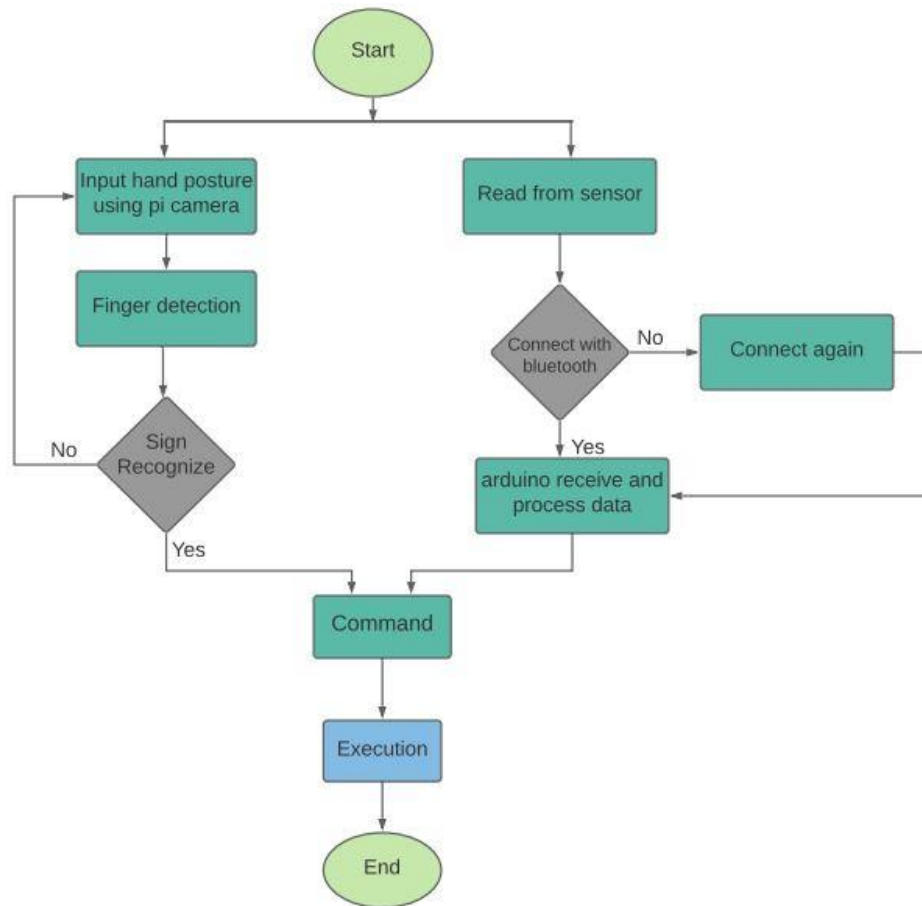 Start
Input hand posture
using pi camera
Read from sensor
Finger detection
Connect with
bluetooth
No
Connect again
Sign
Recognize
No
Yes
Yes
arduino receive and
process data
Command
Execution
End